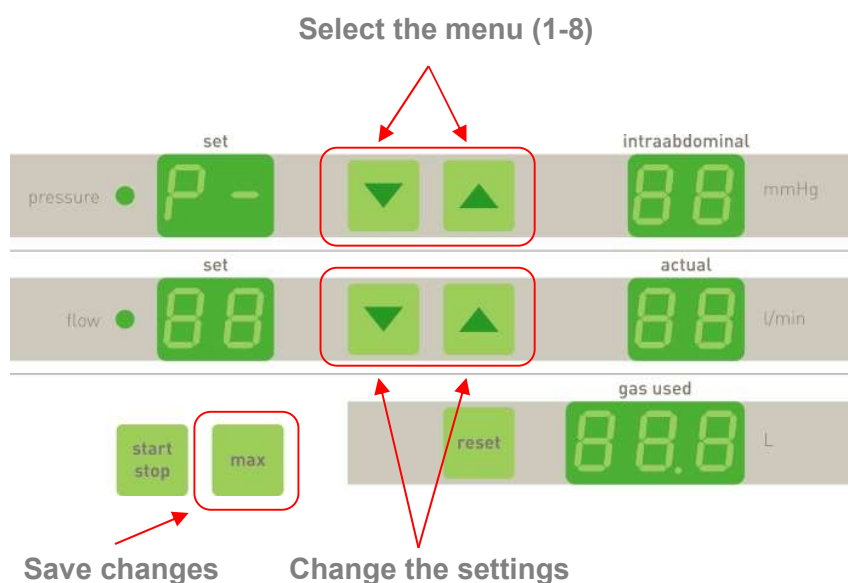 Select the menu (1-8)
set
intraabdominal
pressure
P -
88
mmHg
set
actual
flow
88
88
l/min
gas used
start
stop
max
reset
88.8
L
Save changes
Change the settings